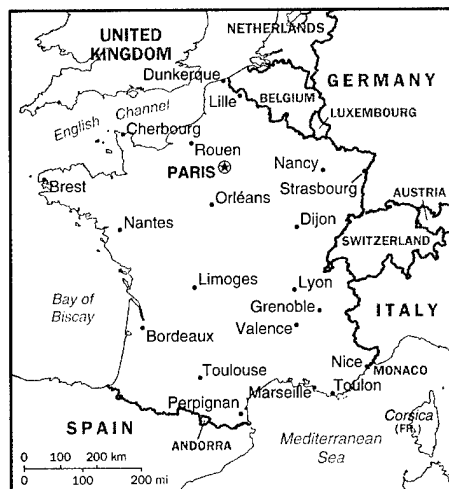 NETHERLANDS
UNITED
KINGDOM
Dunkerque
GERMANY
Lille
BELGIUM
LUXEMBOURG
English Channel
Cherbourg
Rouen
PARIS
Nancy
Strasbourg
Brest
Orléans
AUSTRIA
Nantes
Dijon
SWITZERLAND
Limoges
Lyon
Bay of
Biscay
Grenoble
ITALY
Valence
Bordeaux
Nice
MONACO
Toulouse
Marseille
Toulon
Perpignan
Corsica
(FR.)
SPAIN
ANDORRA
Mediterranean
Sea
0 100 200 km
0 100 200 mi